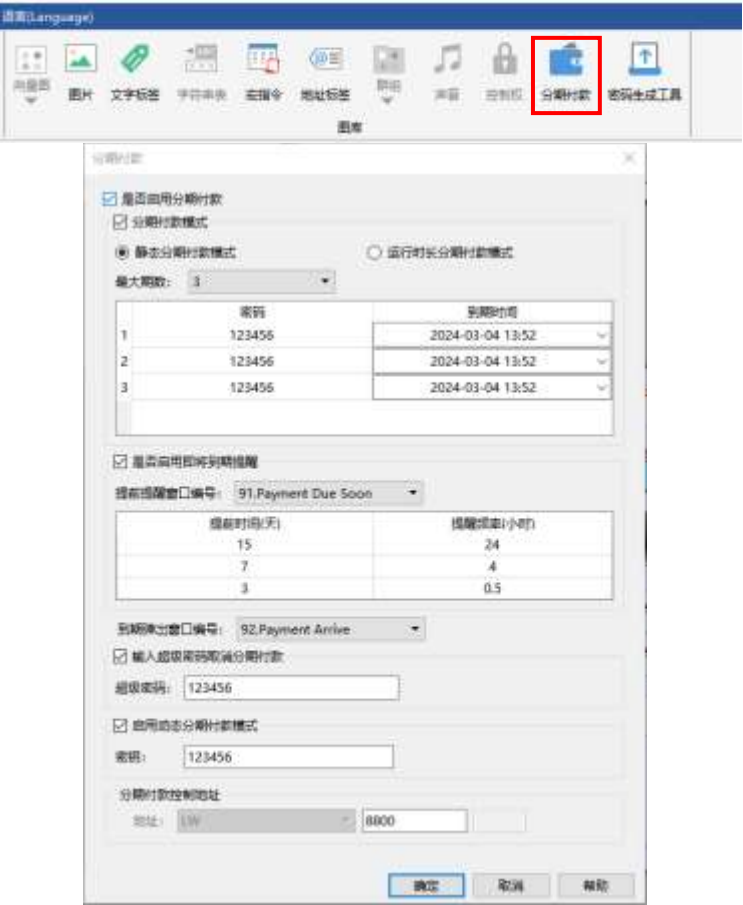 语言(Language)
向量图 图片 文字标签 字符串表 宏指令 地址标签 群组 声音 控制权 分期付款 密码生成工具
图库
分期付款
是否启用分期付款
分期付款模式
静态分期付款模式 运行时长分期付款模式
最大期数: 3
密码 到期时间
1 123456 2024-03-04 13:52
2 123456 2024-03-04 13:52
3 123456 2024-03-04 13:52
是否启用即将到期提醒
提前提醒窗口编号: 91.Payment Due Soon
提前时间(天) 提醒频率(小时)
15 24
7 4
3 0.5
到期弹出窗口编号: 92.Payment Arrive
输入超级密码取消分期付款
超级密码: 123456
启用动态分期付款模式
密码: 123456
分期付款控制地址
地址: LW 8800
确定 取消 帮助